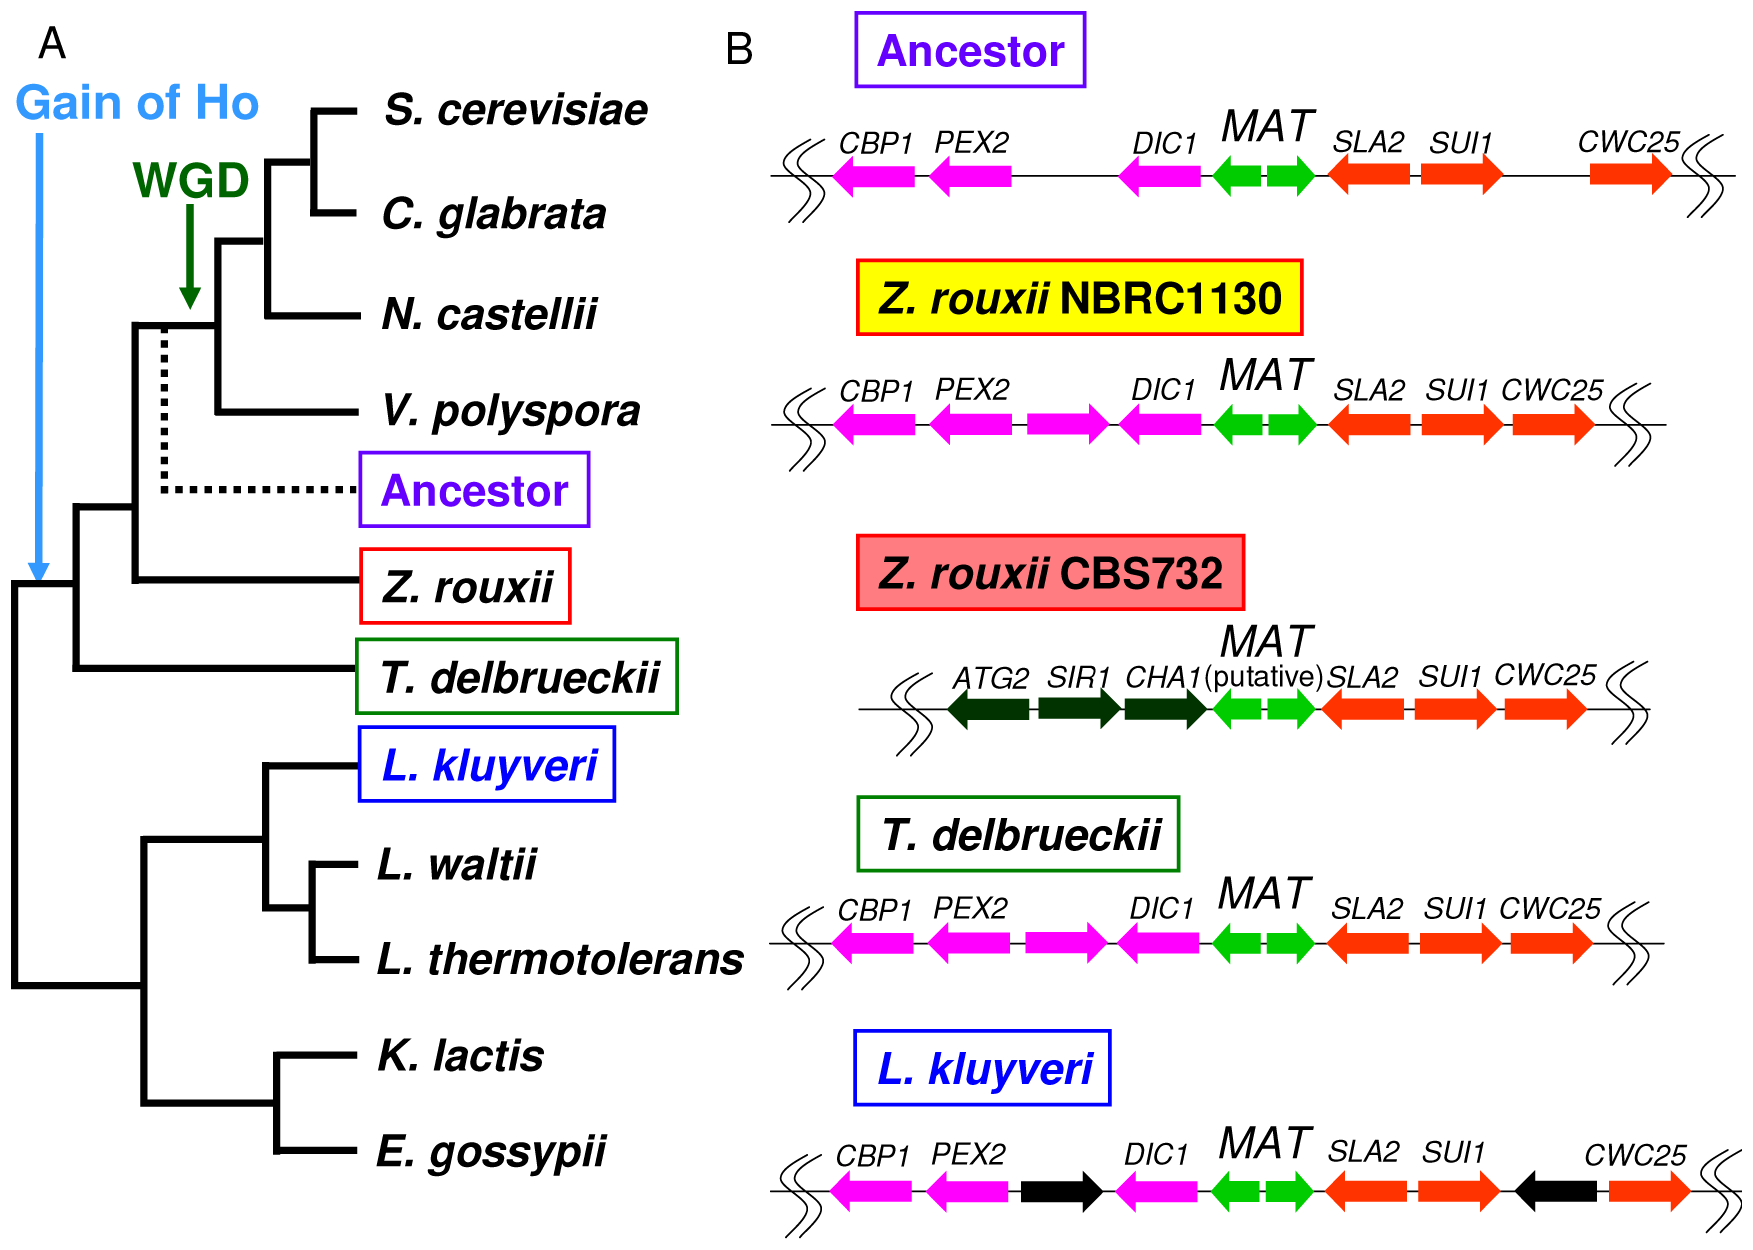 A
Gain of Ho
WGD
S. cerevisiae
C. glabrata
N. castellii
V. polyspora
Ancestor
Z. rouxii
T. delbrueckii
L. kluyveri
L. waltii
L. thermotolerans
K. lactis
E. gossypii
B
Ancestor
CBP1 PEX2 DIC1 MAT SLA2 SUI1 CWC25
Z. rouxii NBRC1130
CBP1 PEX2 DIC1 MAT SLA2 SUI1 CWC25
Z. rouxii CBS732
MAT
ATG2 SIR1 CHA1 (putative) SLA2 SUI1 CWC25
T. delbrueckii
CBP1 PEX2 DIC1 MAT SLA2 SUI1 CWC25
L. kluyveri
CBP1 PEX2 DIC1 MAT SLA2 SUI1 CWC25